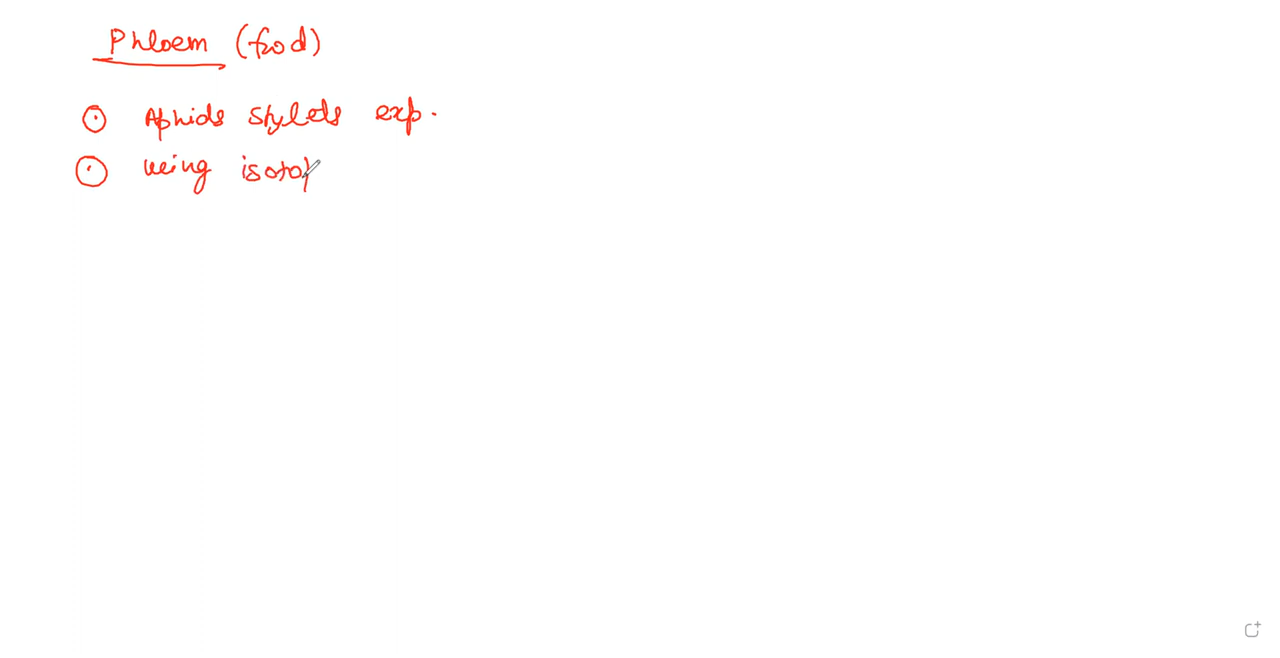 Phloem (food)
⊙ Aphids stylets exp.
⊙ using isotop